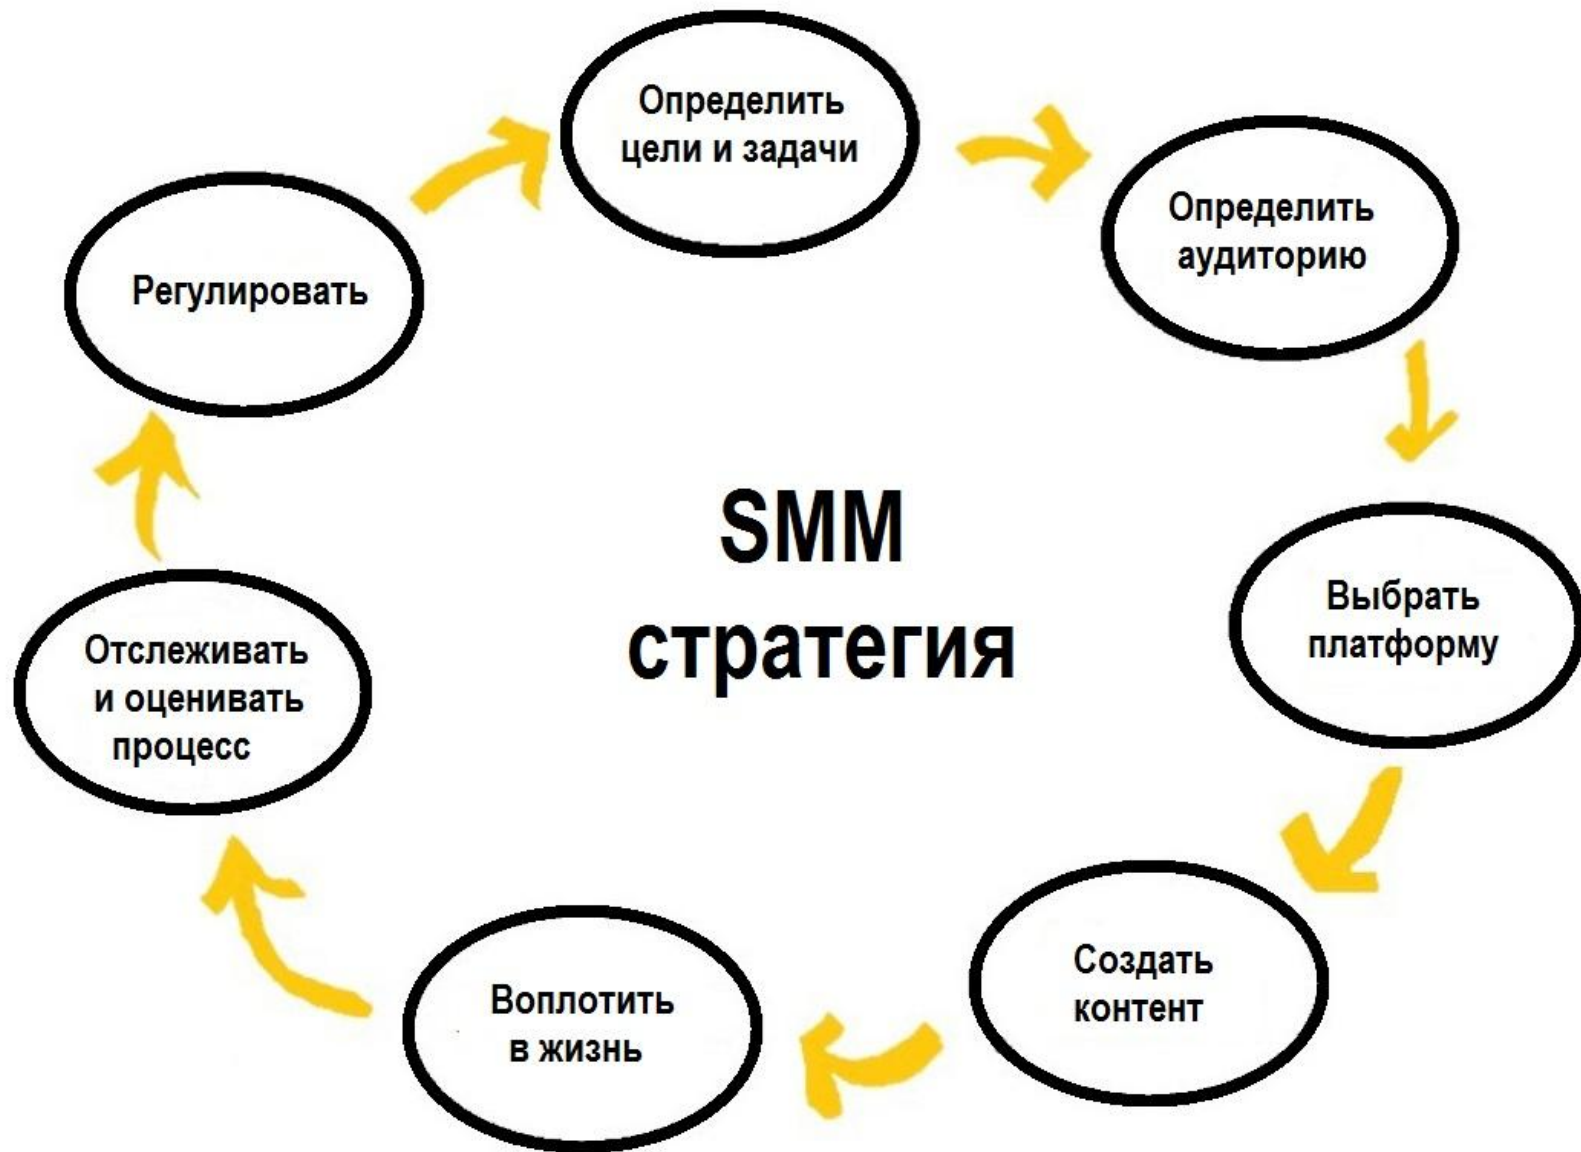 Определить
цели и задачи
Определить
аудиторию
Выбрать
платформу
Создать
контент
Воплотить
в жизнь
Отслеживать
и оценивать
процесс
Регулировать
SMM
стратегия